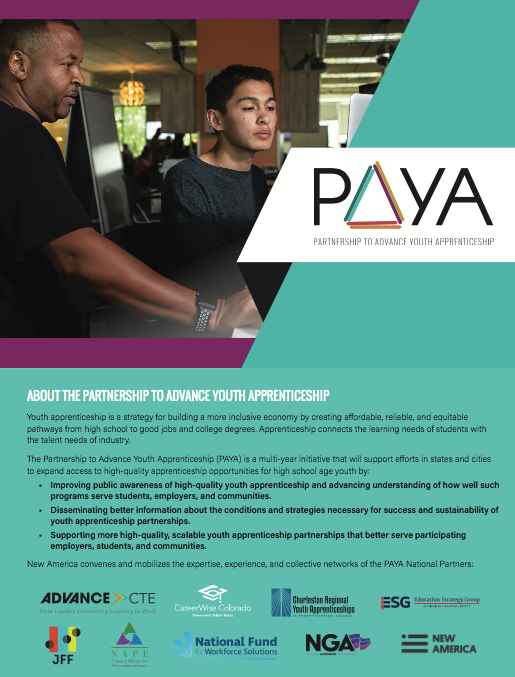 PAYA
PARTNERSHIP TO ADVANCE YOUTH APPRENTICESHIP
ABOUT THE PARTNERSHIP TO ADVANCE YOUTH APPRENTICESHIP
Youth apprenticeship is a strategy for building a more inclusive economy by creating affordable, reliable, and equitable
pathways from high school to good jobs and college degrees. Apprenticeship connects the learning needs of students with
the talent needs of industry.
The Partnership to Advance Youth Apprenticeship (PAYA) is a multi-year initiative that will support efforts in states and cities
to expand access to high-quality apprenticeship opportunities for high school age youth by:
• Improving public awareness of high-quality youth apprenticeship and advancing understanding of how well such
programs serve students, employers, and communities.
• Disseminating better information about the conditions and strategies necessary for success and sustainability of
youth apprenticeship partnerships.
• Supporting more high-quality, scalable youth apprenticeship partnerships that better serve participating
employers, students, and communities.
New America convenes and mobilizes the expertise, experience, and collective networks of the PAYA National Partners:
ADVANCE CTE
State Leaders Connecting Learning to Work
CareerWise Colorado
Tomorrow's Talent Today
Charleston Regional
Youth Apprenticeships
ESG Education Strategy Group
JFF
NAPE
National Alliance for
Partnership in Equity
National Fund
for Workforce Solutions
NGA
NEW
AMERICA